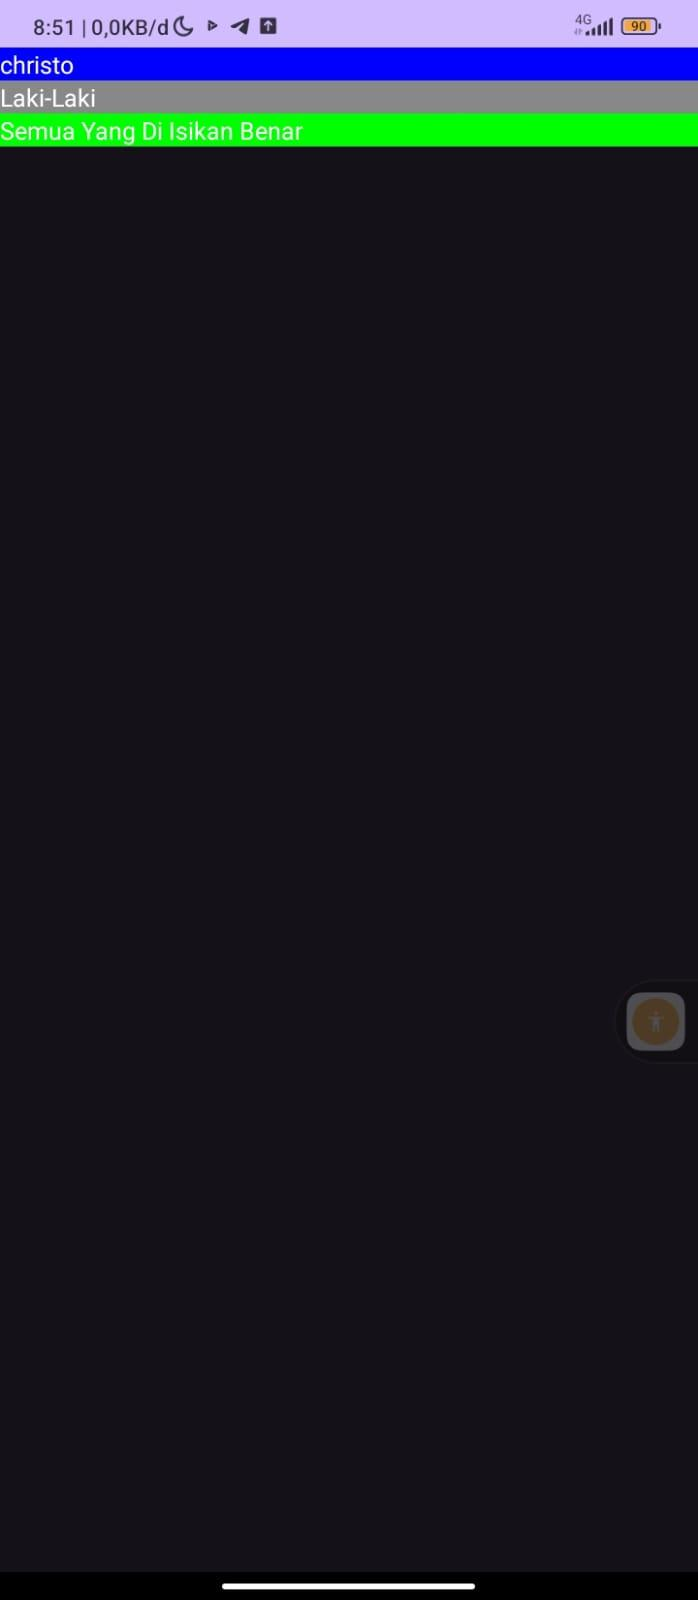 8:51 | 0,0KB/d
4G
90
christo
Laki-Laki
Semua Yang Di Isikan Benar